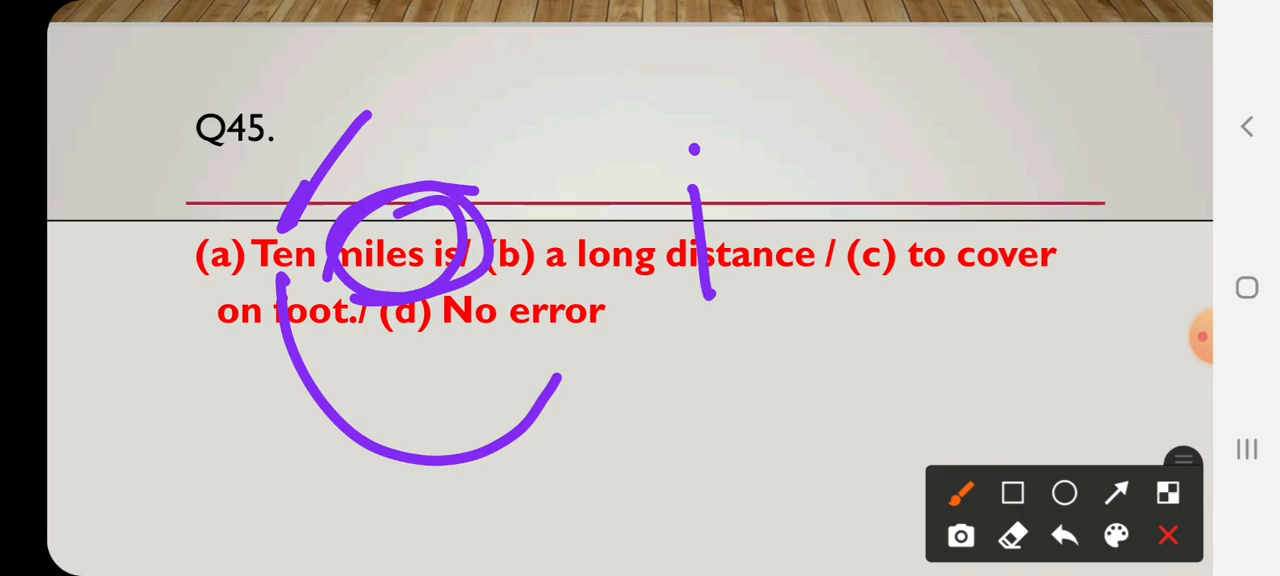 Q45.
(a) Ten miles is/ (b) a long distance / (c) to cover
on foot./ (d) No error